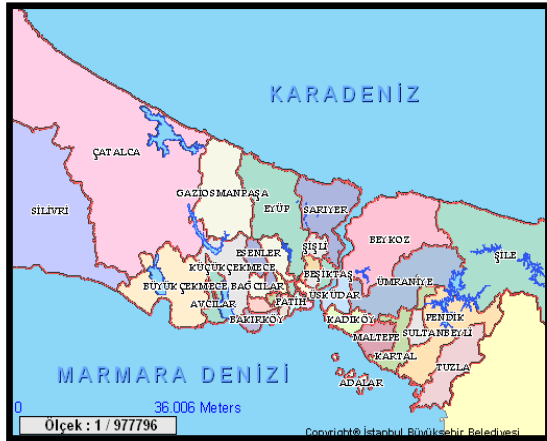 KARADENİZ
ÇATALCA
GAZİOSMANPAŞA
SİLİVRİ
EYÜP
SARIYER
BEYKOZ
ŞİLE
ESENLER
ŞİŞLİ
KÜÇÜKÇEKMECE
BEŞİKTAŞ
ÜMRANİYE
BÜYÜKÇEKMECE
BAĞCILAR
AVCILAR
FATİH
ÜSKÜDAR
BAKIRKÖY
KADIKÖY
PENDİK
SULTANBEYLİ
MALTEPE
KARTAL
TUZLA
ADALAR
MARMARA DENİZİ
0 36.006 Meters
Ölçek : 1 / 977796
Copyright® İstanbul Büyükşehir Belediyesi